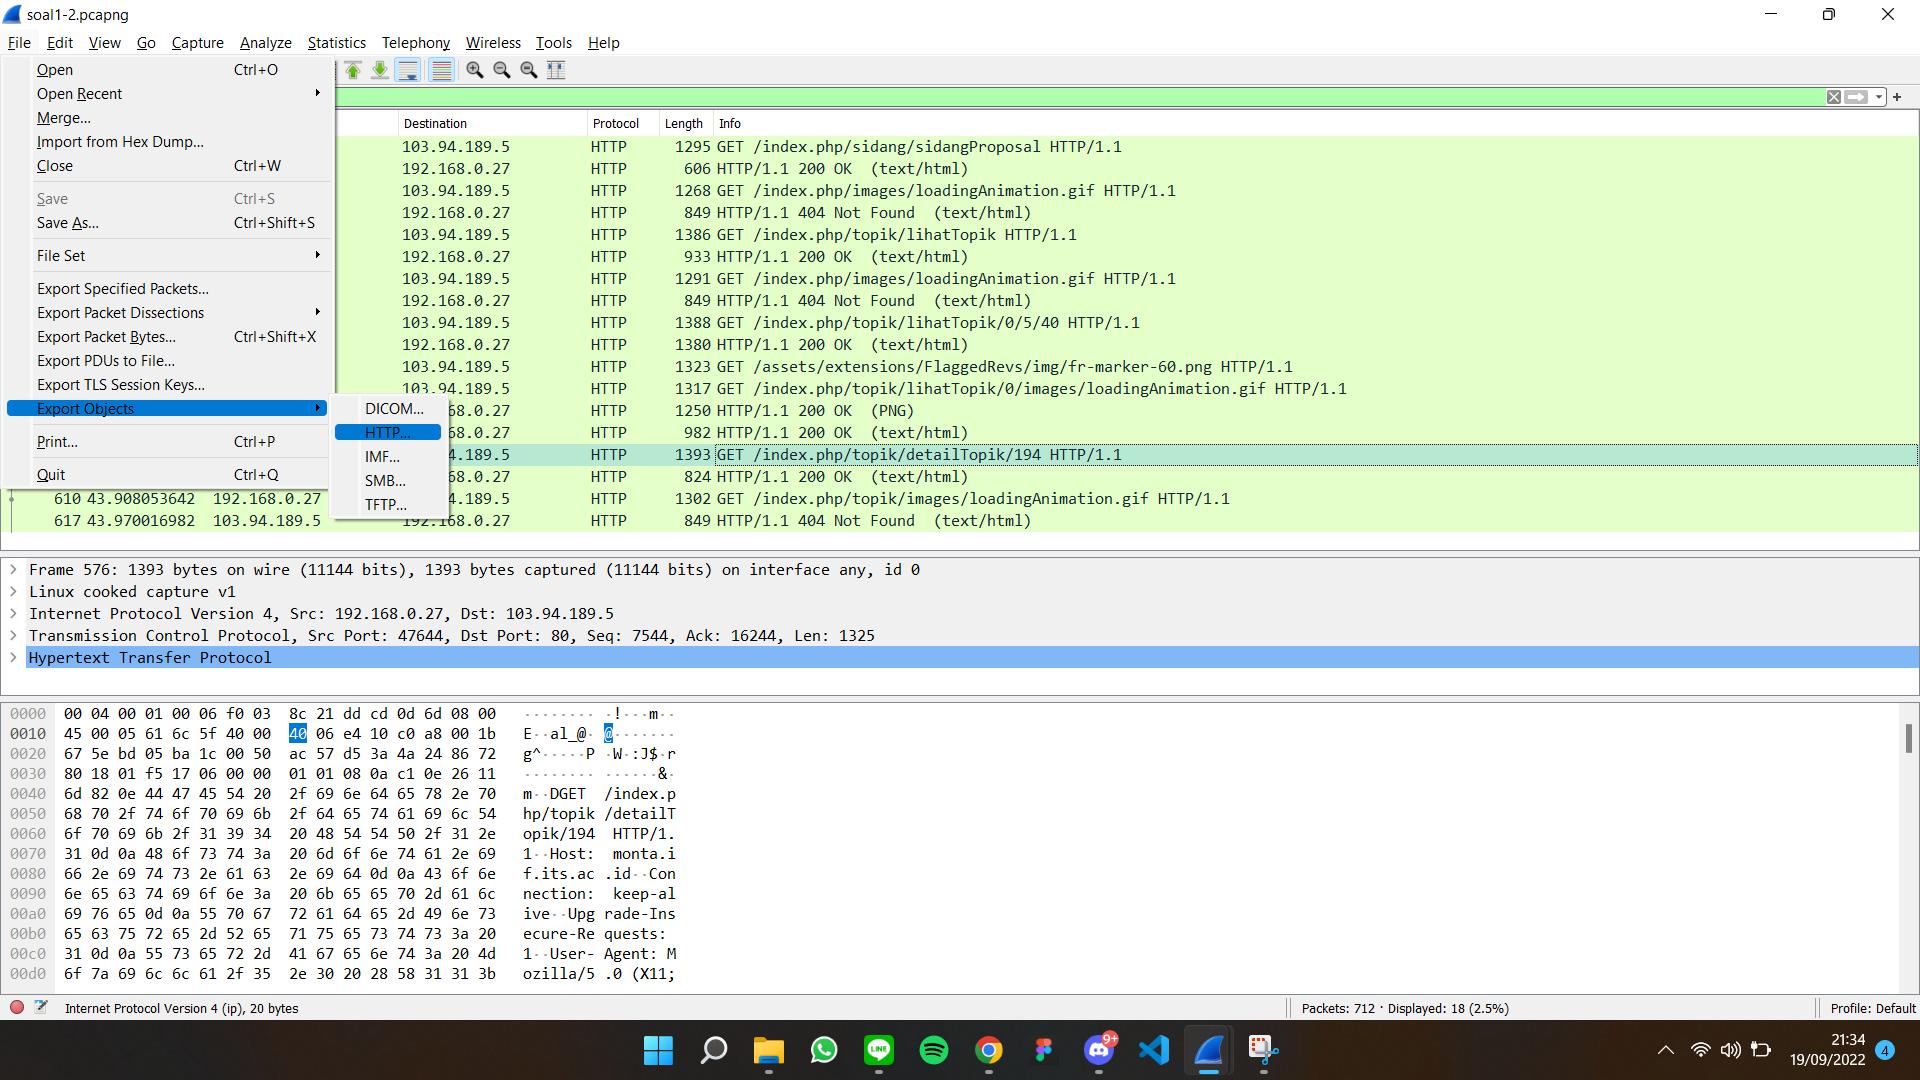 soal1-2.pcapng
File Edit View Go Capture Analyze Statistics Telephony Wireless Tools Help
Open Ctrl+O
Open Recent
Merge...
Import from Hex Dump...
Close Ctrl+W
Save Ctrl+S
Save As... Ctrl+Shift+S
File Set
Export Specified Packets...
Export Packet Dissections
Export Packet Bytes... Ctrl+Shift+X
Export PDUs to File...
Export TLS Session Keys...
Export Objects
Print... Ctrl+P
Quit Ctrl+Q
DICOM...
HTTP...
IMF...
SMB...
TFTP...
Destination Protocol Length Info
103.94.189.5 HTTP 1295 GET /index.php/sidang/sidangProposal HTTP/1.1
192.168.0.27 HTTP 606 HTTP/1.1 200 OK (text/html)
103.94.189.5 HTTP 1268 GET /index.php/images/loadingAnimation.gif HTTP/1.1
192.168.0.27 HTTP 849 HTTP/1.1 404 Not Found (text/html)
103.94.189.5 HTTP 1386 GET /index.php/topik/lihatTopik HTTP/1.1
192.168.0.27 HTTP 933 HTTP/1.1 200 OK (text/html)
103.94.189.5 HTTP 1291 GET /index.php/images/loadingAnimation.gif HTTP/1.1
192.168.0.27 HTTP 849 HTTP/1.1 404 Not Found (text/html)
103.94.189.5 HTTP 1388 GET /index.php/topik/lihatTopik/0/5/40 HTTP/1.1
192.168.0.27 HTTP 1380 HTTP/1.1 200 OK (text/html)
103.94.189.5 HTTP 1323 GET /assets/extensions/FlaggedRevs/img/fr-marker-60.png HTTP/1.1
103.94.189.5 HTTP 1317 GET /index.php/topik/lihatTopik/0/images/loadingAnimation.gif HTTP/1.1
68.0.27 HTTP 1250 HTTP/1.1 200 OK (PNG)
68.0.27 HTTP 982 HTTP/1.1 200 OK (text/html)
4.189.5 HTTP 1393 GET /index.php/topik/detailTopik/194 HTTP/1.1
68.0.27 HTTP 824 HTTP/1.1 200 OK (text/html)
610 43.908053642 192.168.0.27 4.189.5 HTTP 1302 GET /index.php/topik/images/loadingAnimation.gif HTTP/1.1
617 43.970016982 103.94.189.5 192.168.0.27 HTTP 849 HTTP/1.1 404 Not Found (text/html)
Frame 576: 1393 bytes on wire (11144 bits), 1393 bytes captured (11144 bits) on interface any, id 0
Linux cooked capture v1
Internet Protocol Version 4, Src: 192.168.0.27, Dst: 103.94.189.5
Transmission Control Protocol, Src Port: 47644, Dst Port: 80, Seq: 7544, Ack: 16244, Len: 1325
Hypertext Transfer Protocol
0000 00 04 00 01 00 06 f0 03 8c 21 dd cd 0d 6d 08 00 ········ ·!···m··
0010 45 00 05 61 6c 5f 40 00 40 06 e4 10 c0 a8 00 1b E··al_@· @·······
0020 67 5e bd 05 ba 1c 00 50 ac 57 d5 3a 4a 24 86 72 g^·····P ·W·:J$·r
0030 80 18 01 f5 17 06 00 00 01 01 08 0a c1 0e 26 11 ········ ······&·
0040 6d 82 0e 44 47 45 54 20 2f 69 6e 64 65 78 2e 70 m··DGET /index.p
0050 68 70 2f 74 6f 70 69 6b 2f 64 65 74 61 69 6c 54 hp/topik /detailT
0060 6f 70 69 6b 2f 31 39 34 20 48 54 54 50 2f 31 2e opik/194 HTTP/1.
0070 31 0d 0a 48 6f 73 74 3a 20 6d 6f 6e 74 61 2e 69 1··Host: monta.i
0080 66 2e 69 74 73 2e 61 63 2e 69 64 0d 0a 43 6f 6e f.its.ac .id··Con
0090 6e 65 63 74 69 6f 6e 3a 20 6b 65 65 70 2d 61 6c nection: keep-al
00a0 69 76 65 0d 0a 55 70 67 72 61 64 65 2d 49 6e 73 ive··Upg rade-Ins
00b0 65 63 75 72 65 2d 52 65 71 75 65 73 74 73 3a 20 ecure-Re quests:
00c0 31 0d 0a 55 73 65 72 2d 41 67 65 6e 74 3a 20 4d 1··User- Agent: M
00d0 6f 7a 69 6c 6c 61 2f 35 2e 30 20 28 58 31 31 3b ozilla/5 .0 (X11;
Internet Protocol Version 4 (ip), 20 bytes Packets: 712 · Displayed: 18 (2.5%) Profile: Default
LINE
9+
21:34
19/09/2022
4